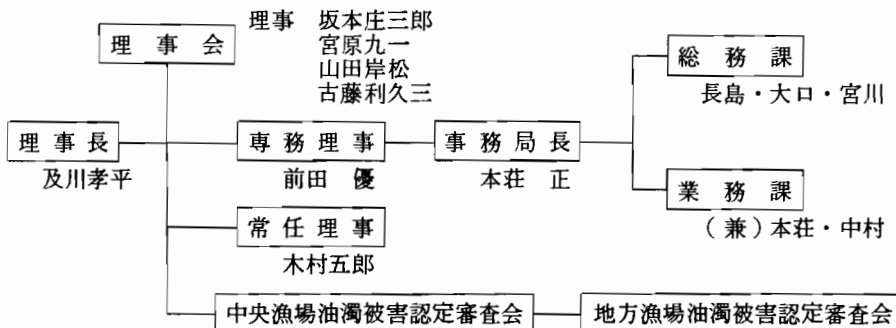 理事会
理事 坂本庄三郎
宮原九一
山田岸松
古藤利久三
総務課
長島・大口・宮川
理事長
及川孝平
専務理事
前田 優
事務局長
本荘 正
業務課
（兼）本荘・中村
常任理事
木村五郎
中央漁場油濁被害認定審査会
地方漁場油濁被害認定審査会